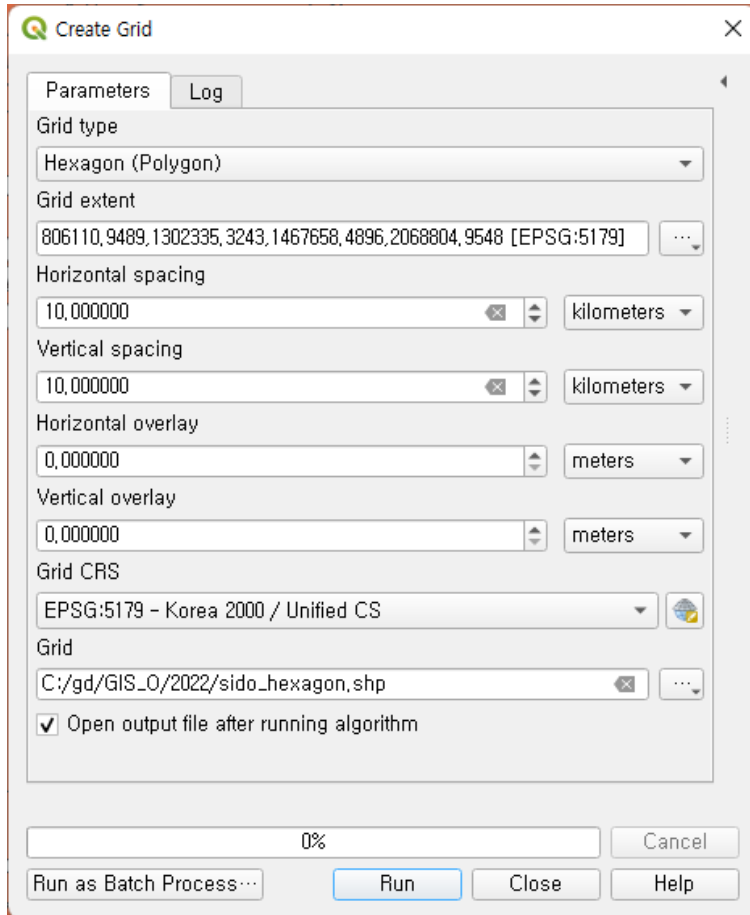 Create Grid
Parameters Log
Grid type
Hexagon (Polygon)
Grid extent
806110,9489,1302335,3243,1467658,4896,2068804,9548 [EPSG:5179]
Horizontal spacing
10,000000 kilometers
Vertical spacing
10,000000 kilometers
Horizontal overlay
0,000000 meters
Vertical overlay
0,000000 meters
Grid CRS
EPSG:5179 - Korea 2000 / Unified CS
Grid
C:/gd/GIS_O/2022/sido_hexagon,shp
Open output file after running algorithm
0% Cancel
Run as Batch Process… Run Close Help